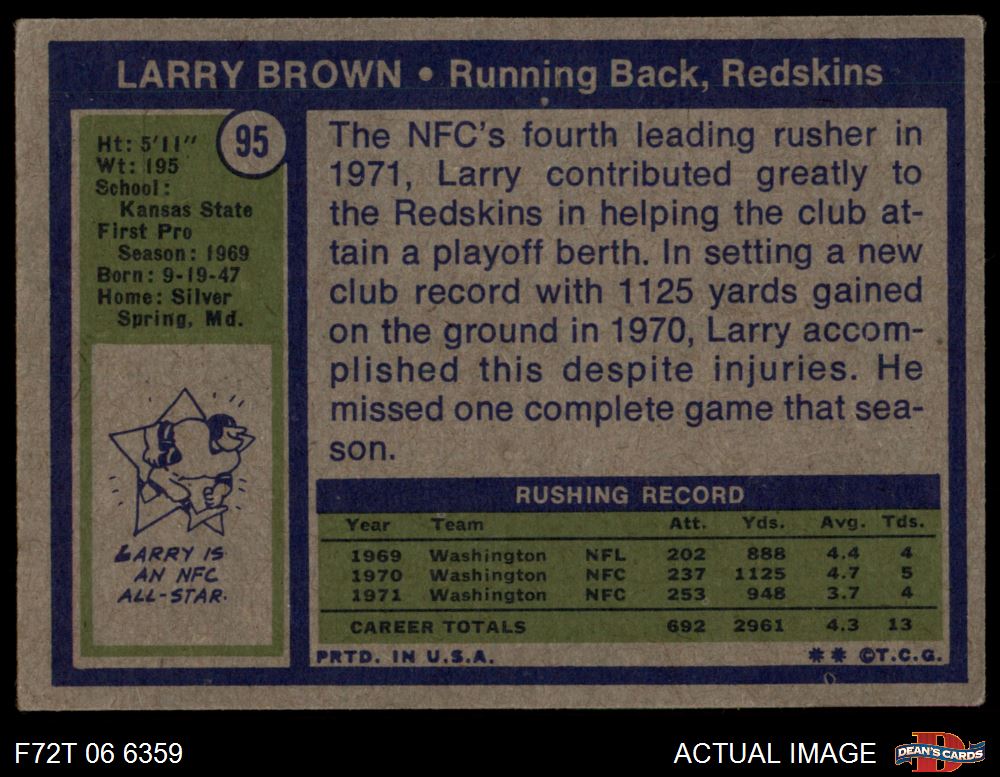 LARRY BROWN • Running Back, Redskins
95
Ht: 5'11"
Wt: 195
School:
Kansas State
First Pro
Season: 1969
Born: 9-19-47
Home: Silver
Spring, Md.
LARRY IS
AN NFC
ALL-STAR.
The NFC's fourth leading rusher in
1971, Larry contributed greatly to
the Redskins in helping the club at-
tain a playoff berth. In setting a new
club record with 1125 yards gained
on the ground in 1970, Larry accom-
plished this despite injuries. He
missed one complete game that sea-
son.
RUSHING RECORD
Year Team Att. Yds. Avg. Tds.
1969 Washington NFL 202 888 4.4 4
1970 Washington NFC 237 1125 4.7 5
1971 Washington NFC 253 948 3.7 4
CAREER TOTALS 692 2961 4.3 13
PRTD. IN U.S.A. ** ©T.C.G.
F72T 06 6359 ACTUAL IMAGE D DEAN'S CARDS